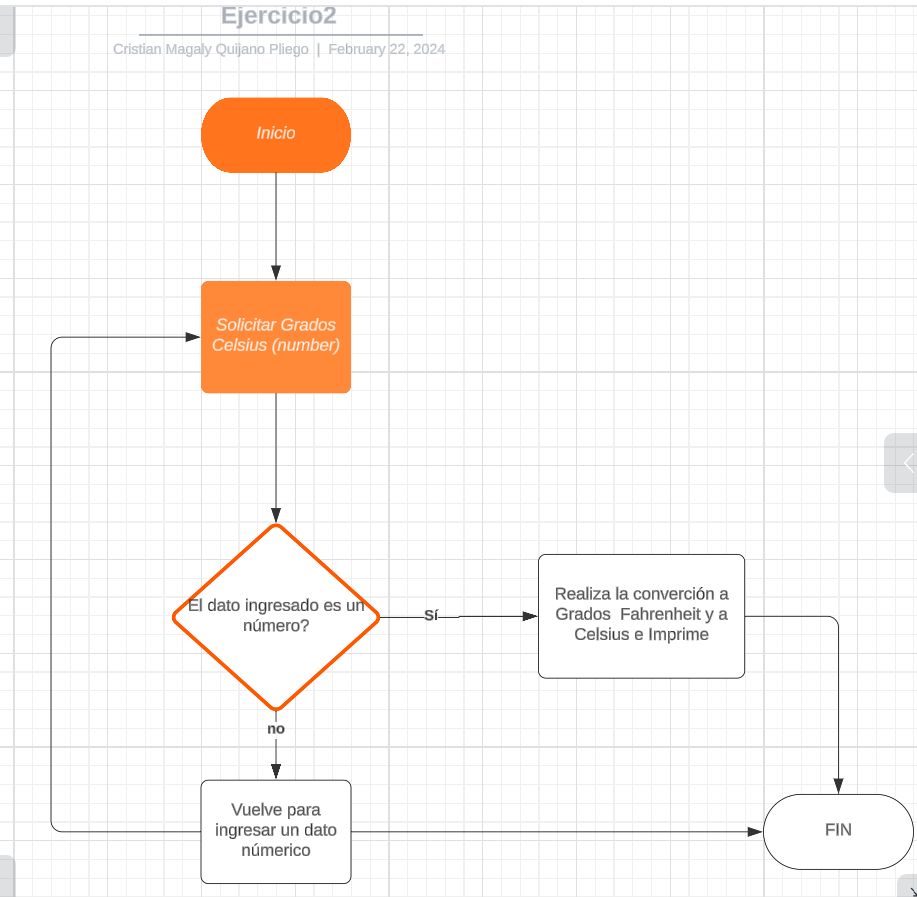 Ejercicio2
Cristian Magaly Quijano Pliego | February 22, 2024
Inicio
Solicitar Grados
Celsius (number)
El dato ingresado es un
número?
Sí
Realiza la converción a
Grados Fahrenheit y a
Celsius e Imprime
no
Vuelve para
ingresar un dato
númerico
FIN